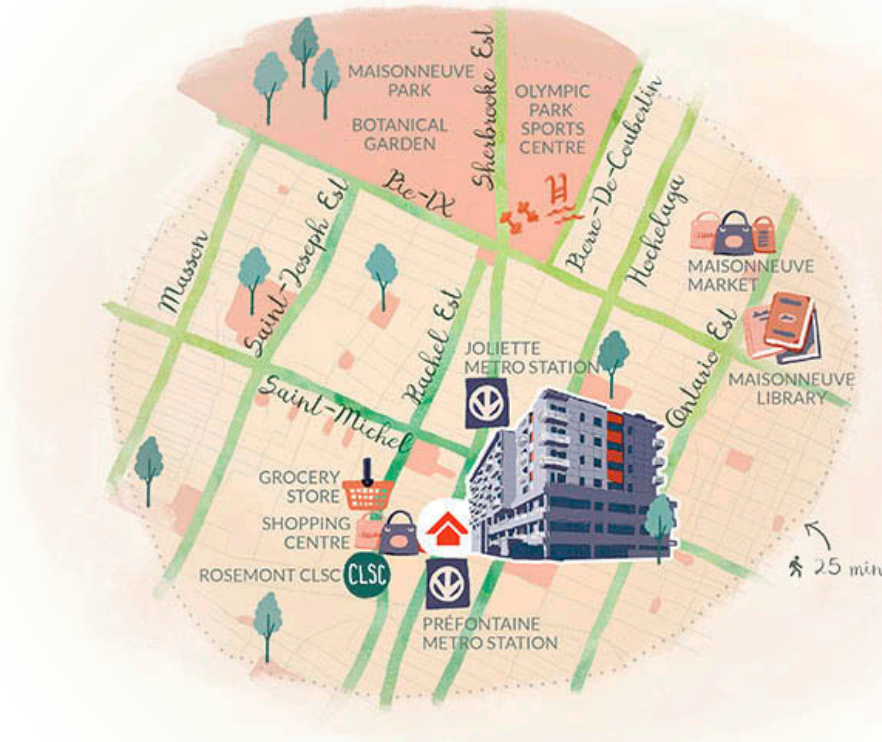 MAISONNEUVE
PARK
BOTANICAL
GARDEN
Sherbrooke Est
OLYMPIC
PARK
SPORTS
CENTRE
Pie-IX
Pierre-De-Coubertin
Hochelaga
Masson
Saint-Joseph Est
MAISONNEUVE
MARKET
Rachel Est
JOLIETTE
METRO STATION
Ontario Est
MAISONNEUVE
LIBRARY
Saint-Michel
GROCERY
STORE
SHOPPING
CENTRE
ROSEMONT CLSC
CLSC
25 min
PRÉFONTAINE
METRO STATION